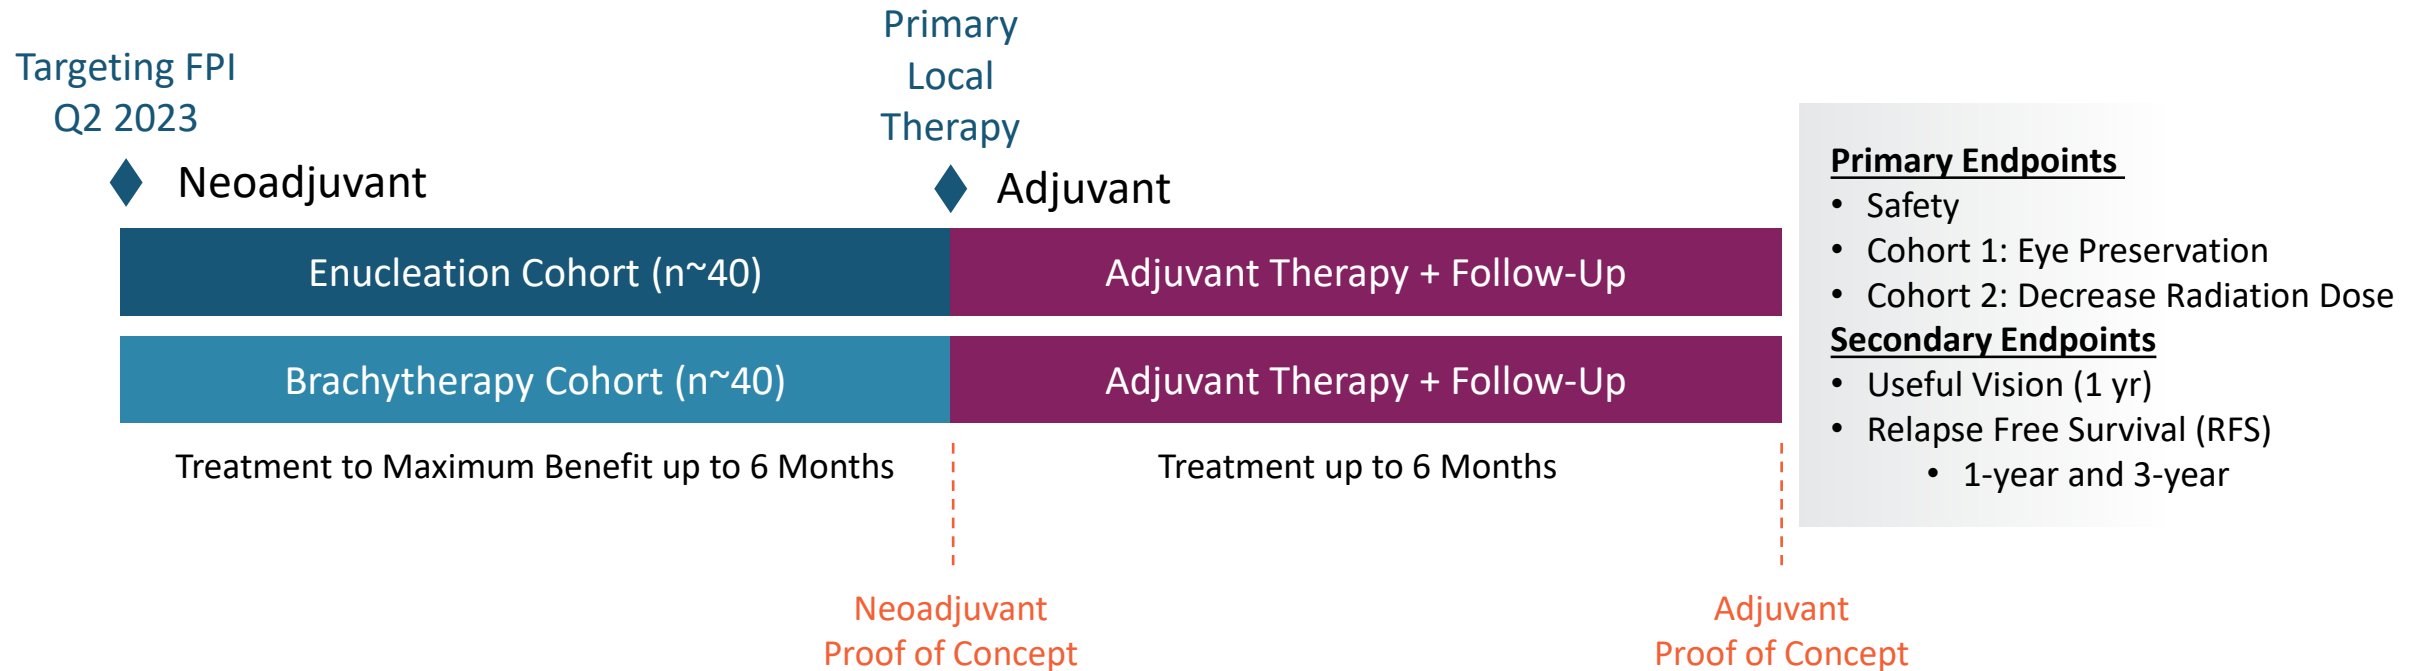 Targeting FPI
Q2 2023
Primary
Local
Therapy
Neoadjuvant
Adjuvant
Enucleation Cohort (n~40)
Adjuvant Therapy + Follow-Up
Brachytherapy Cohort (n~40)
Adjuvant Therapy + Follow-Up
Treatment to Maximum Benefit up to 6 Months
Treatment up to 6 Months
Neoadjuvant
Proof of Concept
Adjuvant
Proof of Concept
Primary Endpoints
• Safety
• Cohort 1: Eye Preservation
• Cohort 2: Decrease Radiation Dose
Secondary Endpoints
• Useful Vision (1 yr)
• Relapse Free Survival (RFS)
• 1-year and 3-year